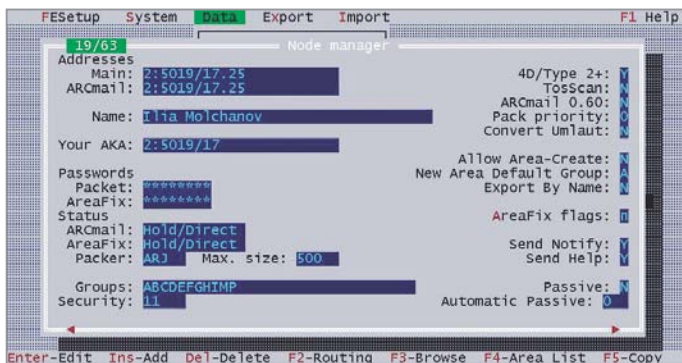 FESetup System Data Export Import F1 Help
19/63 Node manager
Addresses
Main: 2:5019/17.25 4D/Type 2+: Y
ARCmail: 2:5019/17.25 TosScan: N
ARCmail 0.60: N
Name: Ilia Molchanov Pack priority: 0
Convert Umlaut: N
Your AKA: 2:5019/17
Allow Area-Create: N
Passwords New Area Default Group: A
Packet: ******** Export By Name: N
AreaFix: ********
Status AreaFix flags: n
ARCmail: Hold/Direct
AreaFix: Hold/Direct Send Notify: Y
Packer: ARJ Max. size: 500 Send Help: Y
Groups: ABCDEFGHIMP Passive: N
Security: 11 Automatic Passive: 0
Enter-Edit Ins-Add Del-Delete F2-Routing F3-Browse F4-Area List F5-Copy